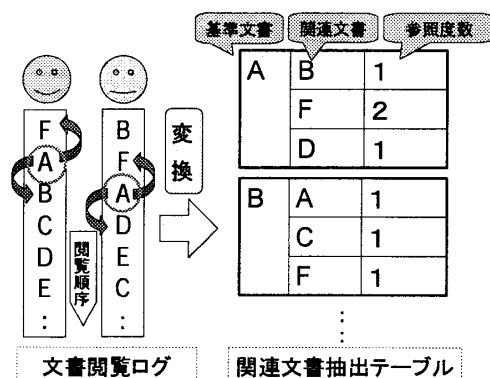 基準文書 関連文書 参照度数
F B
A F
B A
C D
D E
E C
: :
閲覧順序
変換
A B 1
F 2
D 1
B A 1
C 1
F 1
⋮
文書閲覧ログ 関連文書抽出テーブル